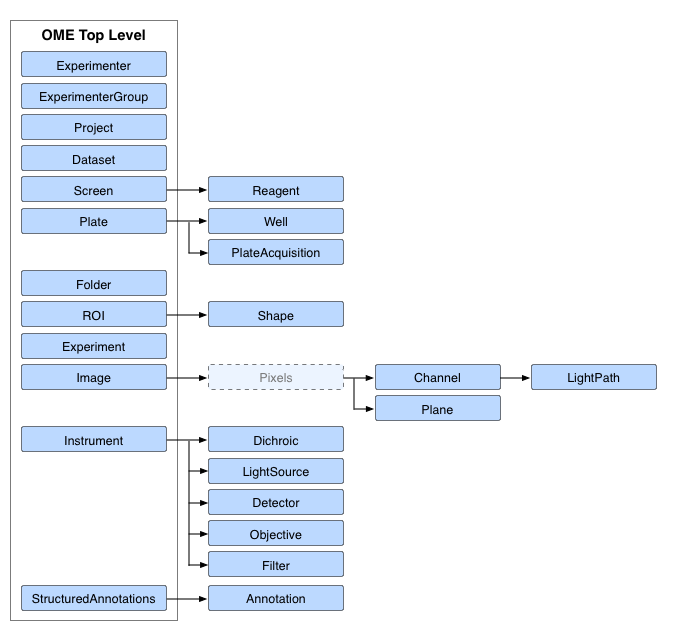 OME Top Level
Experimenter
ExperimenterGroup
Project
Dataset
Screen
Reagent
Plate
Well
PlateAcquisition
Folder
ROI
Shape
Experiment
Image
Pixels
Channel
LightPath
Plane
Instrument
Dichroic
LightSource
Detector
Objective
Filter
StructuredAnnotations
Annotation